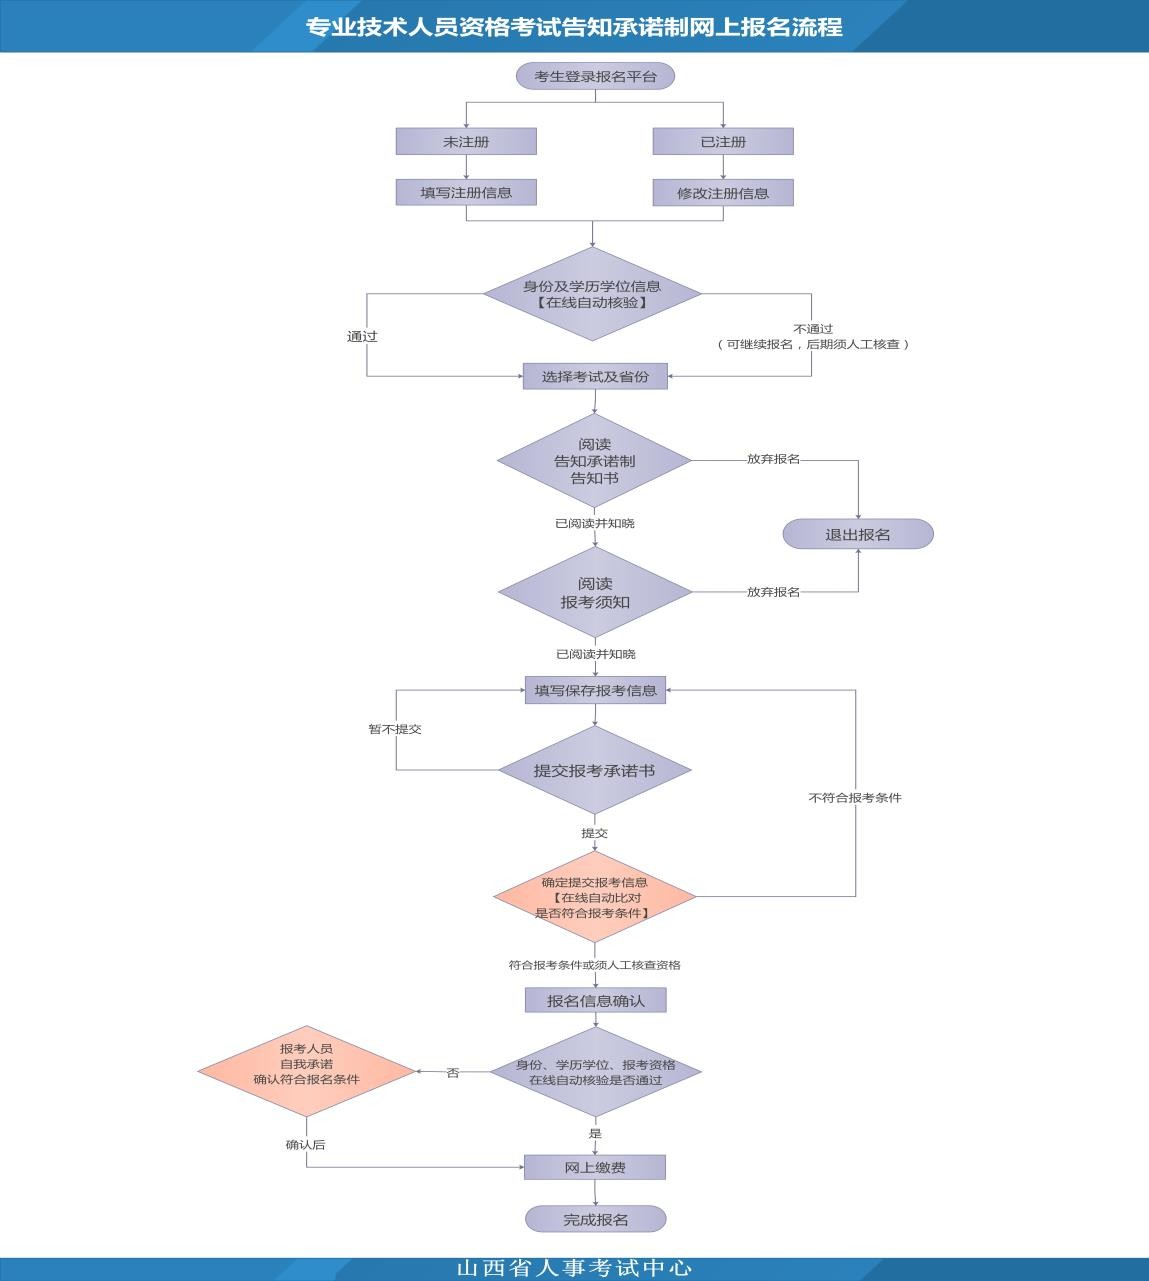 专业技术人员资格考试告知承诺制网上报名流程
考生登录报名平台
未注册
已注册
填写注册信息
修改注册信息
身份及学历学位信息
【在线自动核验】
通过
不通过
（可继续报名，后期须人工核查）
选择考试及省份
阅读
告知承诺制
告知书
放弃报名
已阅读并知晓
退出报名
阅读
报考须知
放弃报名
已阅读并知晓
填写保存报考信息
暂不提交
提交报考承诺书
不符合报考条件
提交
确定提交报考信息
【在线自动比对
是否符合报考条件】
符合报考条件或须人工核查资格
报名信息确认
报考人员
自我承诺
确认符合报名条件
否
身份、学历学位、报考资格
在线自动核验是否通过
确认后
是
网上缴费
完成报名
山西省人事考试中心